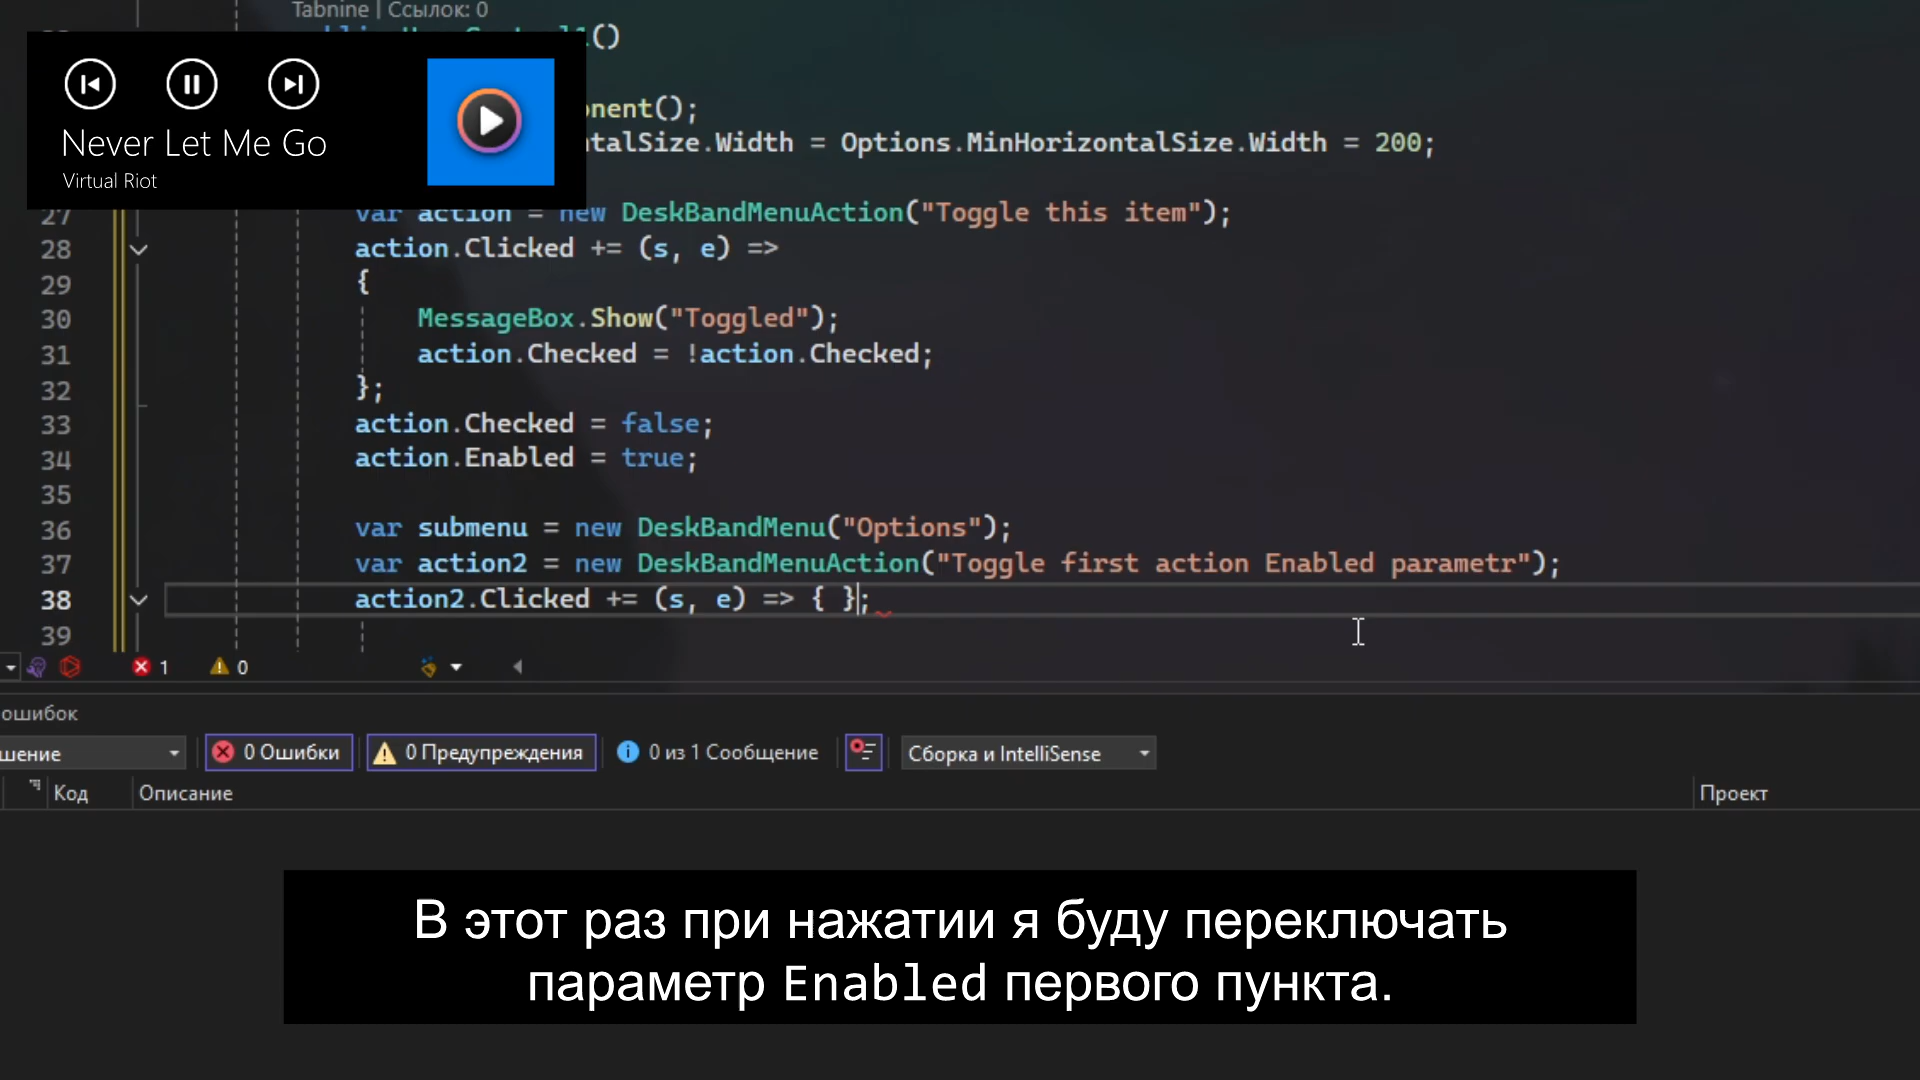 Tabnine | Ссылок: 0
()
Never Let Me Go
Virtual Riot
onent();
ntalSize.Width = Options.MinHorizontalSize.Width = 200;
27 var action = new DeskBandMenuAction("Toggle this item");
28 action.Clicked += (s, e) =>
29 {
30 MessageBox.Show("Toggled");
31 action.Checked = !action.Checked;
32 };
33 action.Checked = false;
34 action.Enabled = true;
35
36 var submenu = new DeskBandMenu("Options");
37 var action2 = new DeskBandMenuAction("Toggle first action Enabled parametr");
38 action2.Clicked += (s, e) => { };
39
1 0
ошибок
шение 0 Ошибки 0 Предупреждения 0 из 1 Сообщение Сборка и IntelliSense
Код Описание Проект
В этот раз при нажатии я буду переключать
параметр Enabled первого пункта.